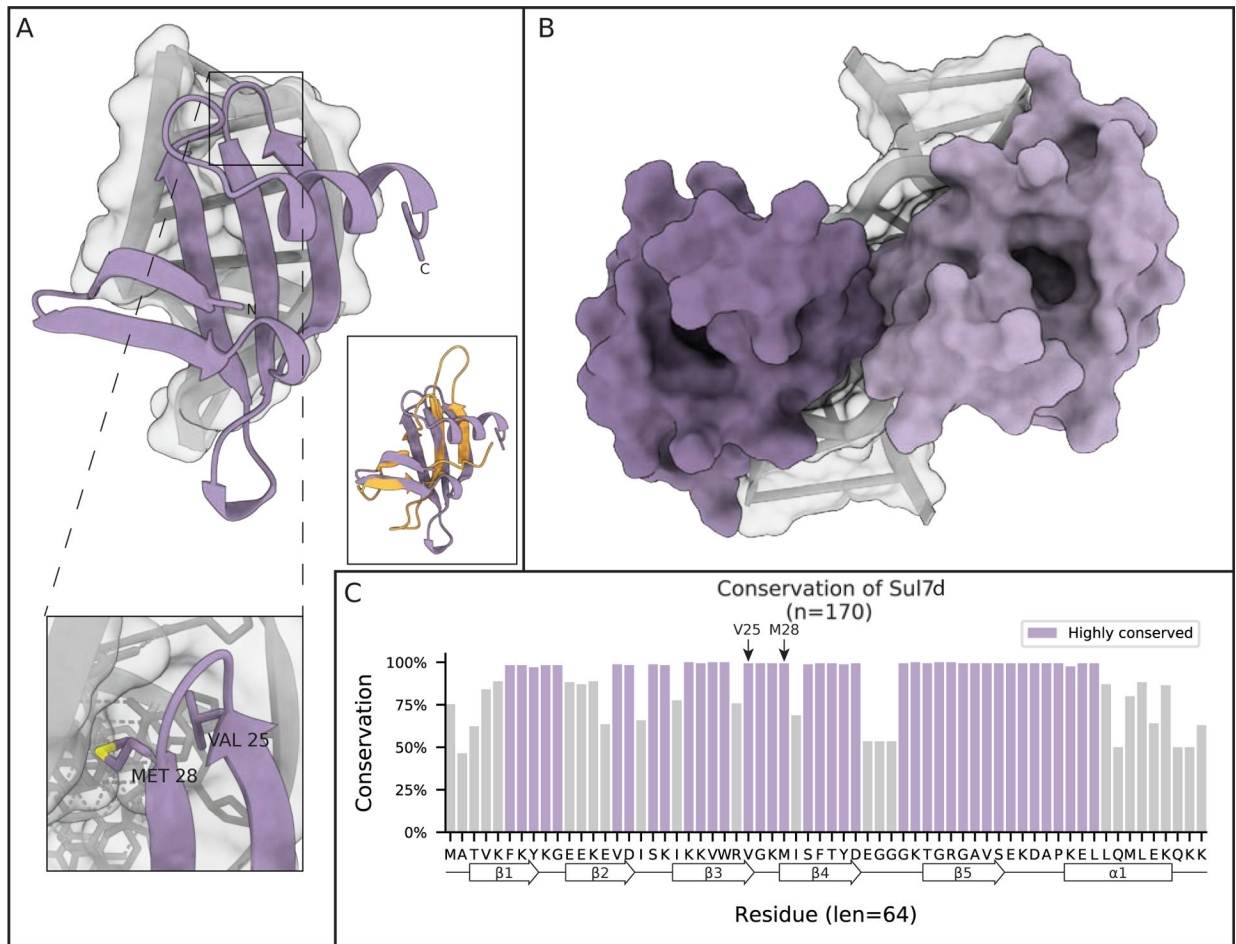 A
B
C
N
C
VAL 25
MET 28
Conservation of Sul7d
(n=170)
V25 M28
Highly conserved
100%
75%
50%
25%
0%
Conservation
MATVKFKYKGEEKEVDISKIKKVWRVGKMISFTYDEGGGKTGRGAVSEKDAPKELLQMLEKQKK
β1 β2 β3 β4 β5 α1
Residue (len=64)